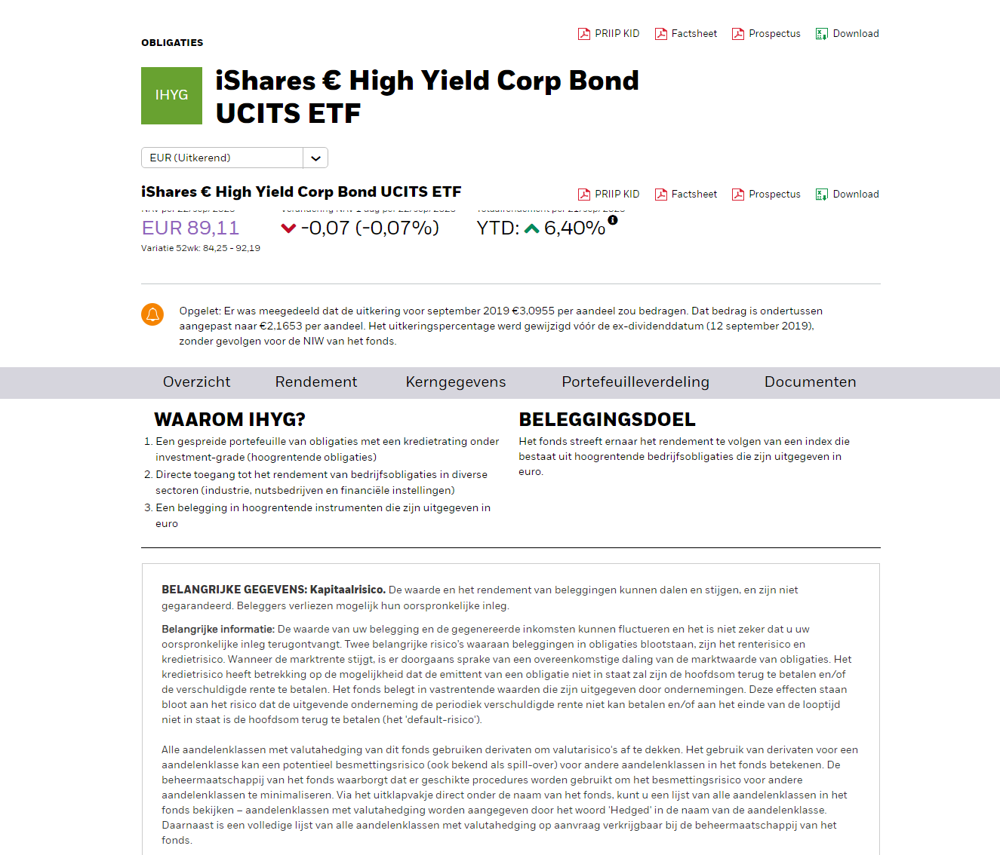 PRIIP KID Factsheet Prospectus Download
OBLIGATIES
IHYG
iShares € High Yield Corp Bond
UCITS ETF
EUR (Uitkerend)
iShares € High Yield Corp Bond UCITS ETF
PRIIP KID Factsheet Prospectus Download
EUR 89,11 -0,07 (-0,07%) YTD: 6,40%
Variatie 52wk: 84,25 - 92,19
Opgelet: Er was meegedeeld dat de uitkering voor september 2019 €3,0955 per aandeel zou bedragen. Dat bedrag is ondertussen
aangepast naar €2,1653 per aandeel. Het uitkeringspercentage werd gewijzigd vóór de ex-dividenddatum (12 september 2019),
zonder gevolgen voor de NIW van het fonds.
Overzicht Rendement Kerngegevens Portefeuilleverdeling Documenten
WAAROM IHYG?
1. Een gespreide portefeuille van obligaties met een kredietrating onder
investment-grade (hoogrentende obligaties)
2. Directe toegang tot het rendement van bedrijfsobligaties in diverse
sectoren (industrie, nutsbedrijven en financiële instellingen)
3. Een belegging in hoogrentende instrumenten die zijn uitgegeven in
euro
BELEGGINGSDOEL
Het fonds streeft ernaar het rendement te volgen van een index die
bestaat uit hoogrentende bedrijfsobligaties die zijn uitgegeven in
euro.
BELANGRIJKE GEGEVENS: Kapitaalrisico. De waarde en het rendement van beleggingen kunnen dalen en stijgen, en zijn niet
gegarandeerd. Beleggers verliezen mogelijk hun oorspronkelijke inleg.
Belangrijke informatie: De waarde van uw belegging en de gegenereerde inkomsten kunnen fluctueren en het is niet zeker dat u uw
oorspronkelijke inleg terugontvangt. Twee belangrijke risico's waaraan beleggingen in obligaties blootstaan, zijn het renterisico en
kredietrisico. Wanneer de marktrente stijgt, is er doorgaans sprake van een overeenkomstige daling van de marktwaarde van obligaties. Het
kredietrisico heeft betrekking op de mogelijkheid dat de emittent van een obligatie niet in staat zal zijn de hoofdsom terug te betalen en/of
de verschuldigde rente te betalen. Het fonds belegt in vastrentende waarden die zijn uitgegeven door ondernemingen. Deze effecten staan
bloot aan het risico dat de uitgevende onderneming de periodiek verschuldigde rente niet kan betalen en/of aan het einde van de looptijd
niet in staat is de hoofdsom terug te betalen (het 'default-risico').
Alle aandelenklassen met valutahedging van dit fonds gebruiken derivaten om valutarisico's af te dekken. Het gebruik van derivaten voor een
aandelenklasse kan een potentieel besmettingsrisico (ook bekend als spill-over) voor andere aandelenklassen in het fonds betekenen. De
beheermaatschappij van het fonds waarborgt dat er geschikte procedures worden gebruikt om het besmettingsrisico voor andere
aandelenklassen te minimaliseren. Via het uitklapvakje direct onder de naam van het fonds, kunt u een lijst van alle aandelenklassen in het
fonds bekijken – aandelenklassen met valutahedging worden aangegeven door het woord 'Hedged' in de naam van de aandelenklasse.
Daarnaast is een volledige lijst van alle aandelenklassen met valutahedging op aanvraag verkrijgbaar bij de beheermaatschappij van het
fonds.